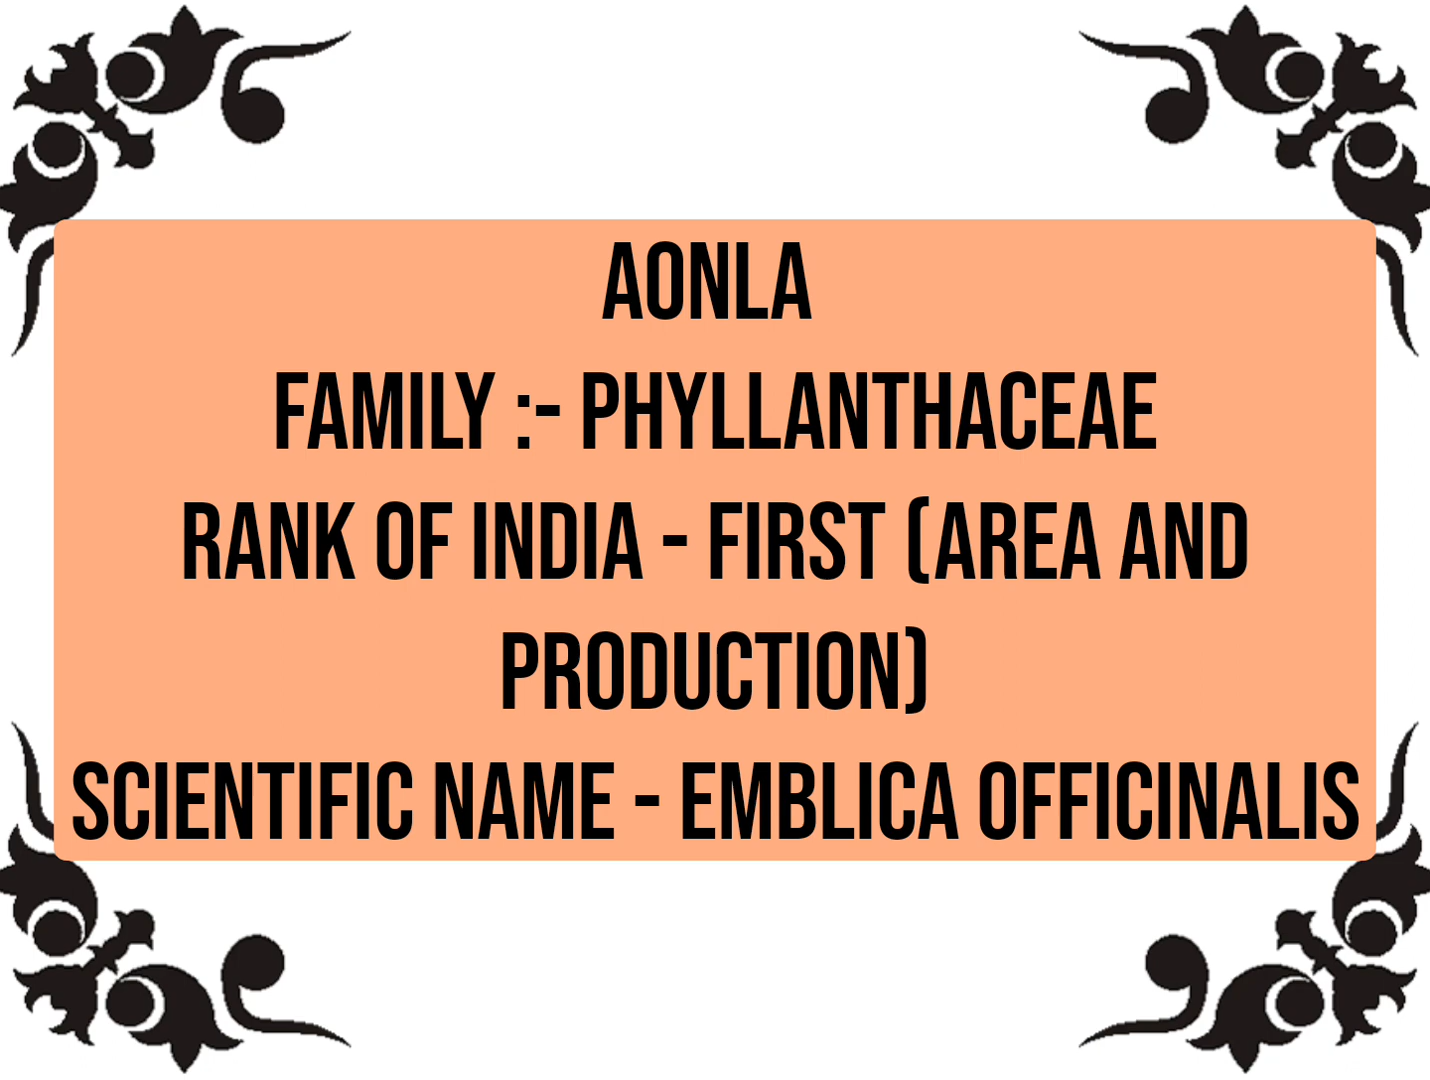 AONLA
FAMILY :- PHYLLANTHACEAE
RANK OF INDIA - FIRST (AREA AND
PRODUCTION)
SCIENTIFIC NAME - EMBLICA OFFICINALIS